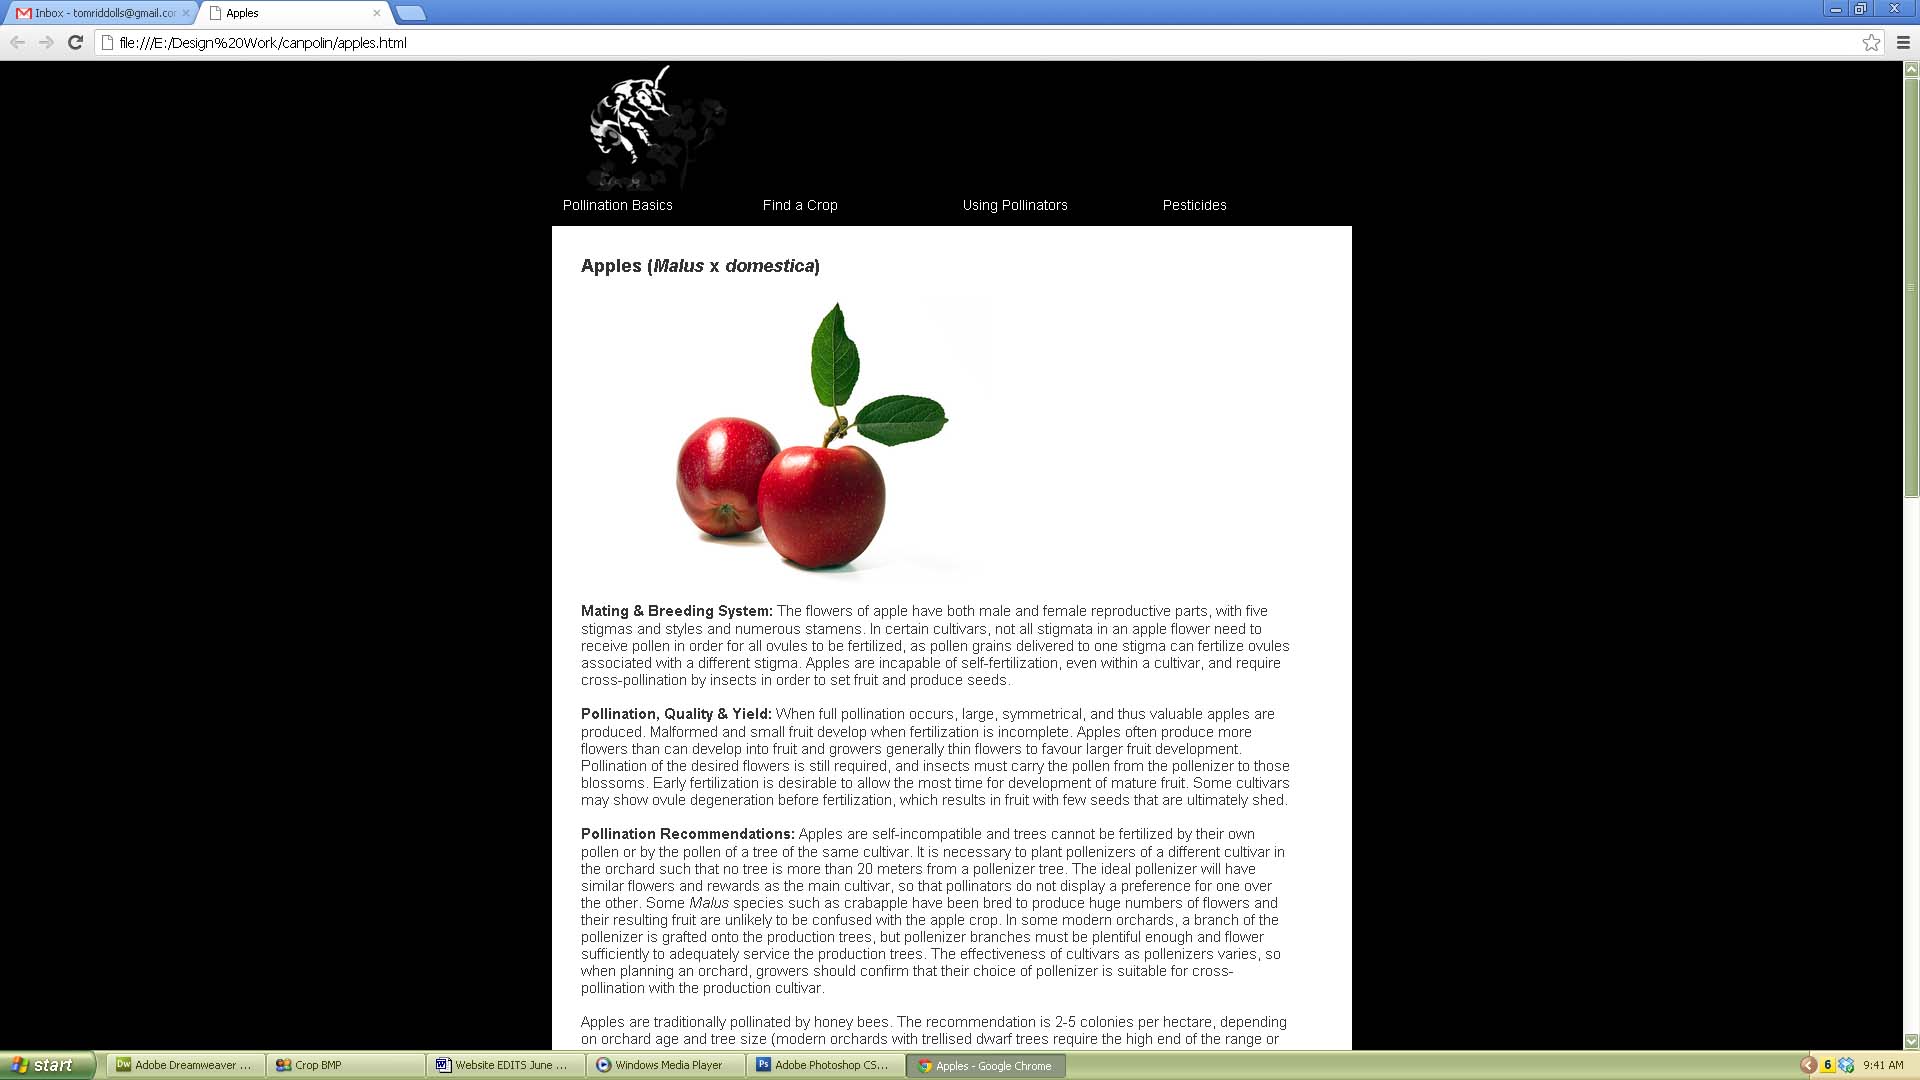 Inbox - tomriddolls@gmail.co
Apples
file:///E:/Design%20Work/canpolin/apples.html
Pollination Basics
Find a Crop
Using Pollinators
Pesticides
Apples (Malus x domestica)
Mating & Breeding System: The flowers of apple have both male and female reproductive parts, with five
stigmas and styles and numerous stamens. In certain cultivars, not all stigmata in an apple flower need to
receive pollen in order for all ovules to be fertilized, as pollen grains delivered to one stigma can fertilize ovules
associated with a different stigma. Apples are incapable of self-fertilization, even within a cultivar, and require
cross-pollination by insects in order to set fruit and produce seeds.
Pollination, Quality & Yield: When full pollination occurs, large, symmetrical, and thus valuable apples are
produced. Malformed and small fruit develop when fertilization is incomplete. Apples often produce more
flowers than can develop into fruit and growers generally thin flowers to favour larger fruit development.
Pollination of the desired flowers is still required, and insects must carry the pollen from the pollenizer to those
blossoms. Early fertilization is desirable to allow the most time for development of mature fruit. Some cultivars
may show ovule degeneration before fertilization, which results in fruit with few seeds that are ultimately shed.
Pollination Recommendations: Apples are self-incompatible and trees cannot be fertilized by their own
pollen or by the pollen of a tree of the same cultivar. It is necessary to plant pollenizers of a different cultivar in
the orchard such that no tree is more than 20 meters from a pollenizer tree. The ideal pollenizer will have
similar flowers and rewards as the main cultivar, so that pollinators do not display a preference for one over
the other. Some Malus species such as crabapple have been bred to produce huge numbers of flowers and
their resulting fruit are unlikely to be confused with the apple crop. In some modern orchards, a branch of the
pollenizer is grafted onto the production trees, but pollenizer branches must be plentiful enough and flower
sufficiently to adequately service the production trees. The effectiveness of cultivars as pollenizers varies, so
when planning an orchard, growers should confirm that their choice of pollenizer is suitable for cross-
pollination with the production cultivar.
Apples are traditionally pollinated by honey bees. The recommendation is 2-5 colonies per hectare, depending
on orchard age and tree size (modern orchards with trellised dwarf trees require the high end of the range or
start
Dw Adobe Dreamweaver ...
Crop BMP
Website EDITS June ...
Windows Media Player
Ps Adobe Photoshop CS...
Apples - Google Chrome
6
9:41 AM